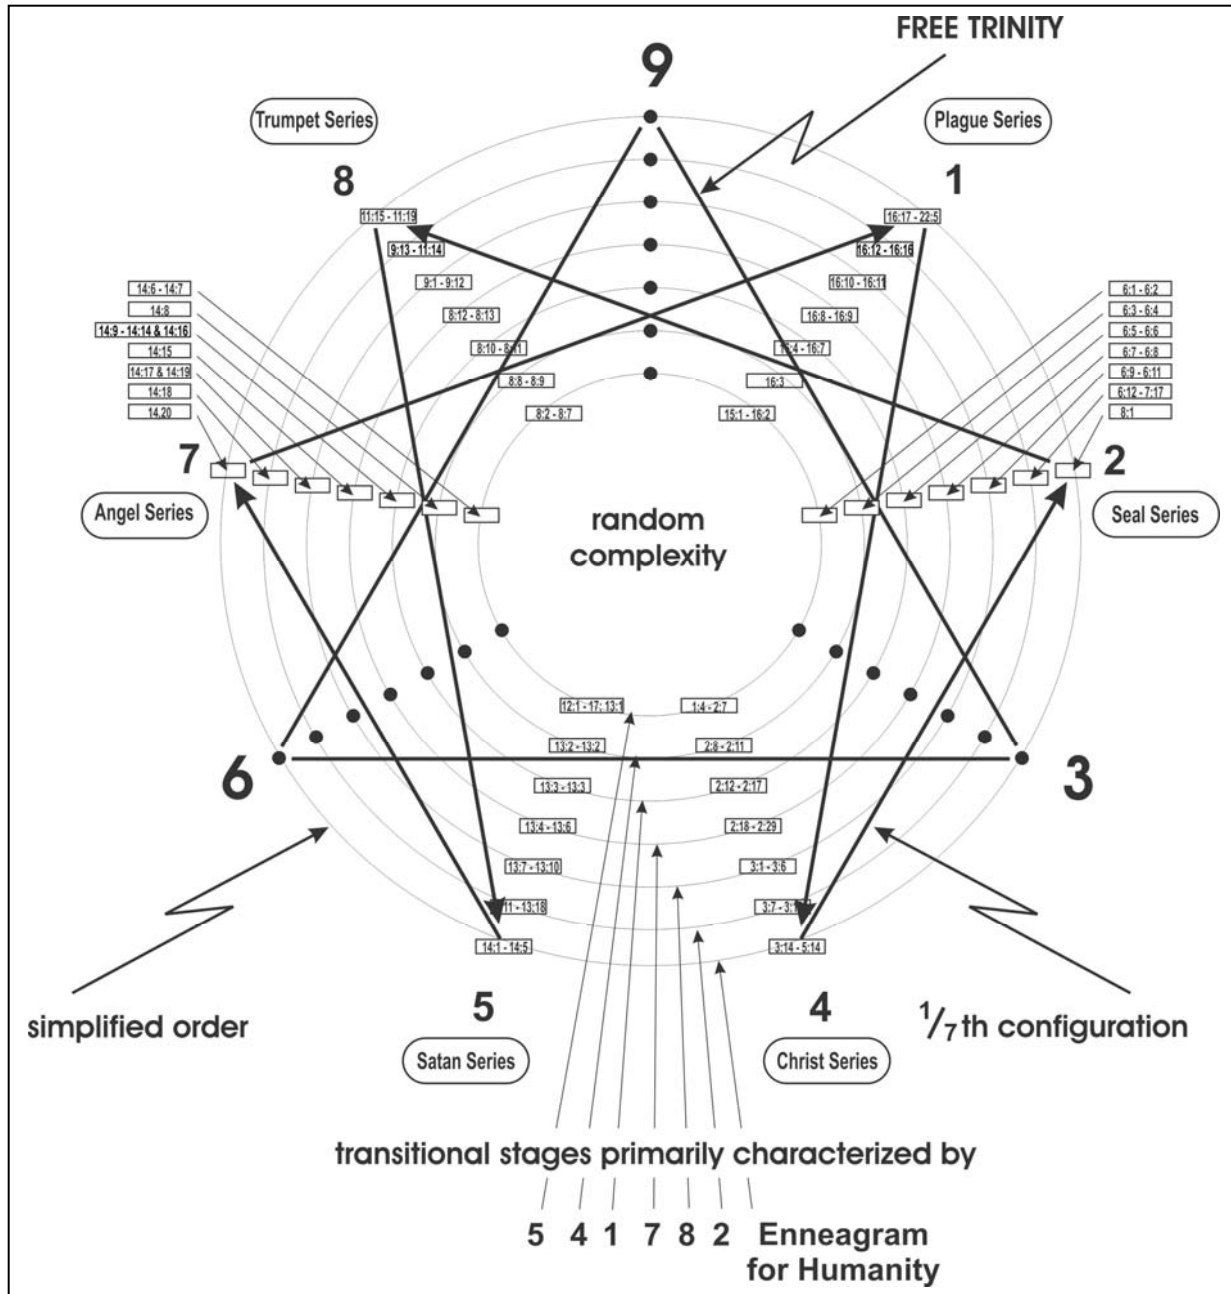 FREE TRINITY
9
Trumpet Series
Plague Series
8
1
11:15 - 11:19
16:17 - 22:5
9:13 - 11:14
16:12 - 16:16
9:1 - 9:12
16:10 - 16:11
14:6 - 14:7
6:1 - 6:2
14:8
8:12 - 8:13
16:8 - 16:9
6:3 - 6:4
14:9 - 14:14 & 14:16
6:5 - 6:6
14:15
8:10 - 8:11
16:4 - 16:7
6:7 - 6:8
14:17 & 14:19
6:9 - 6:11
14:18
8:8 - 8:9
16:3
6:12 - 7:17
14,20
8:2 - 8:7
15:1 - 16:2
8:1
7
2
Angel Series
Seal Series
random
complexity
12:1 - 17: 13:1
1:4 - 2:7
13:2 - 13:2
2:8 - 2:11
6
3
13:3 - 13:3
2:12 - 2:17
13:4 - 13:6
2:18 - 2:29
13:7 - 13:10
3:1 - 3:6
11 - 13:18
14:1 - 14:5
3:14 - 5:14
simplified order
5
4
1/7th configuration
Satan Series
Christ Series
transitional stages primarily characterized by
5 4 1 7 8 2 Enneagram
for Humanity